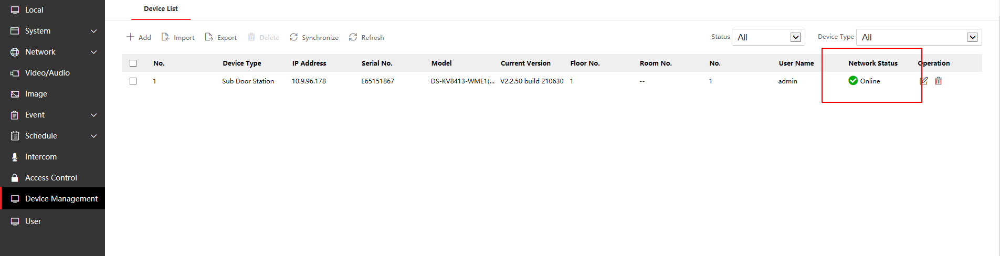 Local
System
Network
Video/Audio
Image
Event
Schedule
Intercom
Access Control
Device Management
User
Device List
Add Import Export Delete Synchronize Refresh Status All Device Type All
No. Device Type IP Address Serial No. Model Current Version Floor No. Room No. No. User Name Network Status Operation
1 Sub Door Station 10.9.96.178 E65151867 DS-KV8413-WME1(... V2.2.50 build 210630 1 -- 1 admin Online